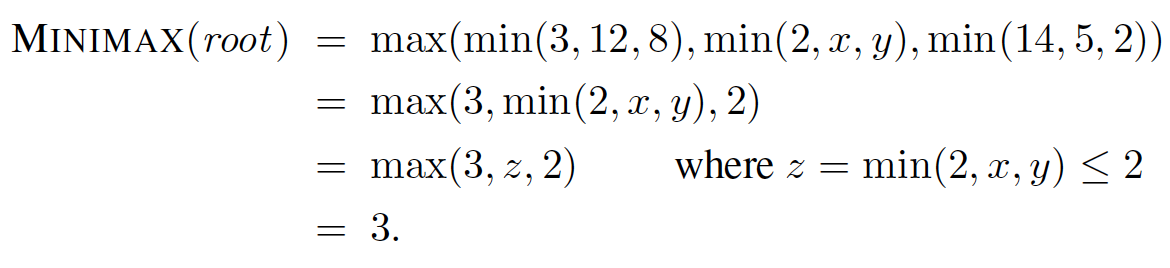 MINIMAX(root) = max(min(3, 12, 8), min(2, x, y), min(14, 5, 2))
= max(3, min(2, x, y), 2)
= max(3, z, 2) where z = min(2, x, y) ≤ 2
= 3.